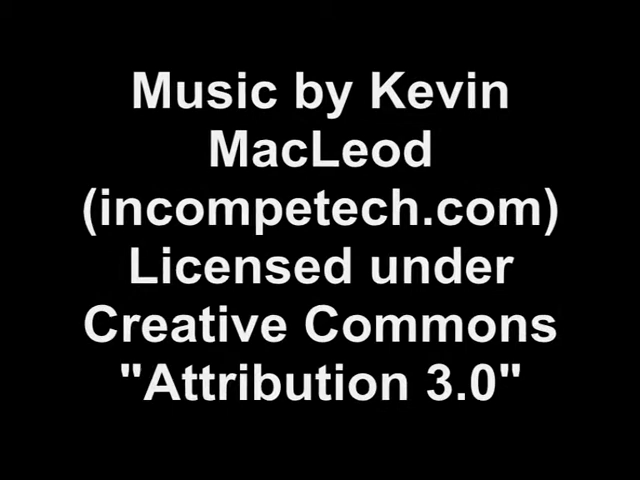 Music by Kevin
MacLeod
(incompetech.com)
Licensed under
Creative Commons
"Attribution 3.0"